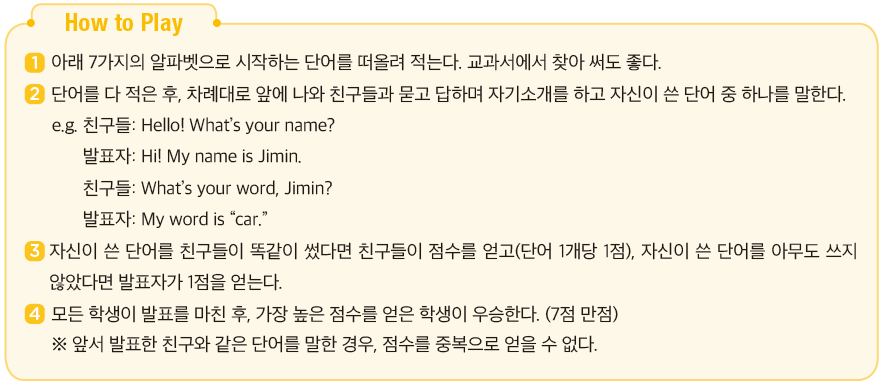 How to Play
1 아래 7가지의 알파벳으로 시작하는 단어를 떠올려 적는다. 교과서에서 찾아 써도 좋다.
2 단어를 다 적은 후, 차례대로 앞에 나와 친구들과 묻고 답하며 자기소개를 하고 자신이 쓴 단어 중 하나를 말한다.
e.g. 친구들: Hello! What's your name?
발표자: Hi! My name is Jimin.
친구들: What's your word, Jimin?
발표자: My word is “car.”
3 자신이 쓴 단어를 친구들이 똑같이 썼다면 친구들이 점수를 얻고(단어 1개당 1점), 자신이 쓴 단어를 아무도 쓰지
않았다면 발표자가 1점을 얻는다.
4 모든 학생이 발표를 마친 후, 가장 높은 점수를 얻은 학생이 우승한다. (7점 만점)
※ 앞서 발표한 친구와 같은 단어를 말한 경우, 점수를 중복으로 얻을 수 없다.